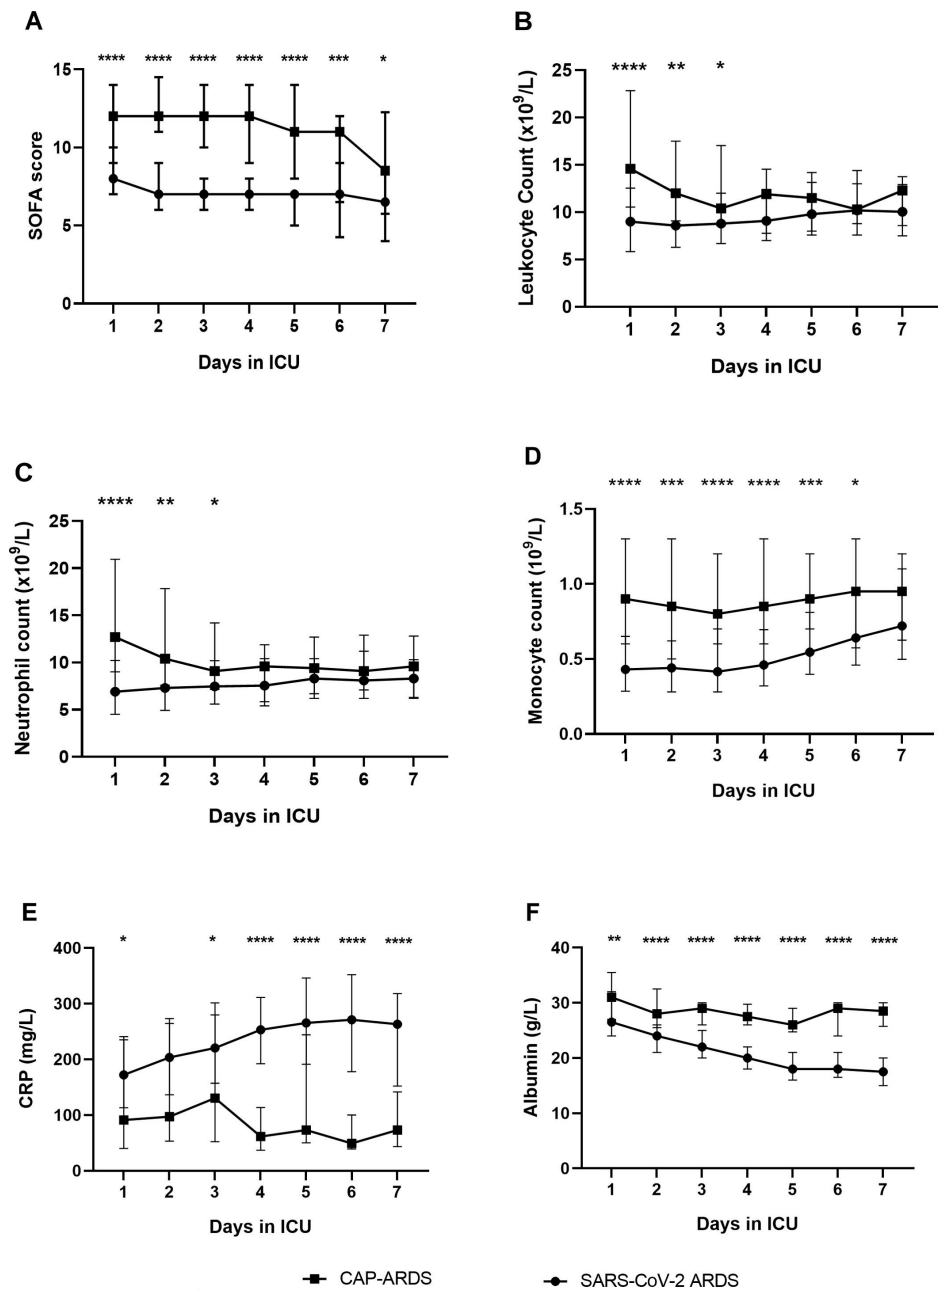 A
**** **** **** **** **** *** *
SOFA score
15
10
5
0
1 2 3 4 5 6 7
Days in ICU
B
**** ** *
Leukocyte Count (x10⁹/L)
25
20
15
10
5
0
1 2 3 4 5 6 7
Days in ICU
C
**** ** *
Neutrophil count (x10⁹/L)
25
20
15
10
5
0
1 2 3 4 5 6 7
Days in ICU
D
**** *** **** **** *** *
Monocyte count (10⁹/L)
1.5
1.0
0.5
0.0
1 2 3 4 5 6 7
Days in ICU
E
* * **** **** **** ****
CRP (mg/L)
400
300
200
100
0
1 2 3 4 5 6 7
Days in ICU
F
** **** **** **** **** **** ****
Albumin (g/L)
40
30
20
10
0
1 2 3 4 5 6 7
Days in ICU
CAP-ARDS
SARS-CoV-2 ARDS